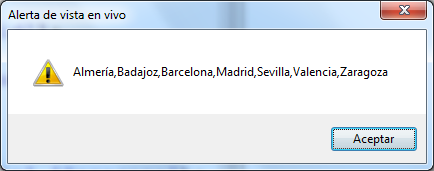 Alerta de vista en vivo
Almería,Badajoz,Barcelona,Madrid,Sevilla,Valencia,Zaragoza
Aceptar